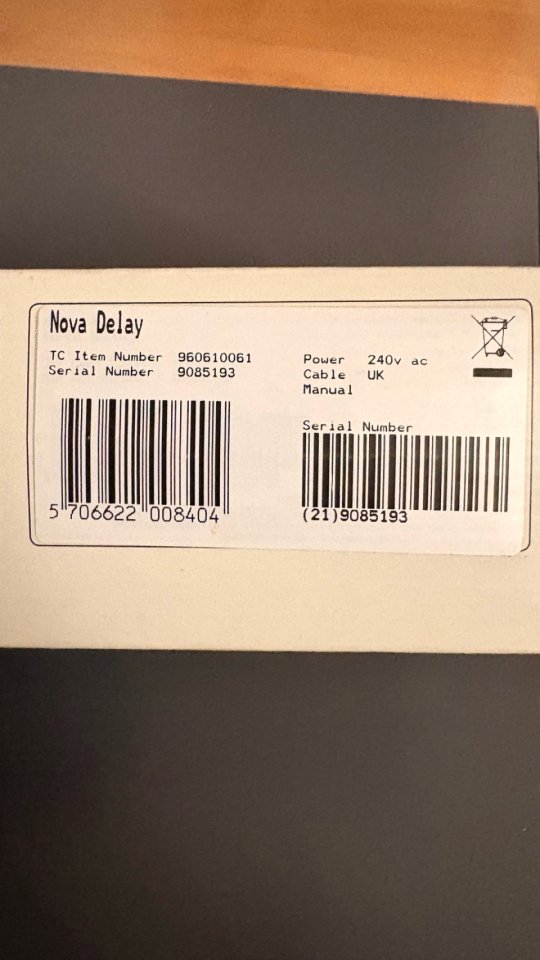 Nova Delay
TC Item Number 960610061
Serial Number 9085193
Power 240v ac
Cable UK
Manual
Serial Number
5 706622 008404
(21)9085193